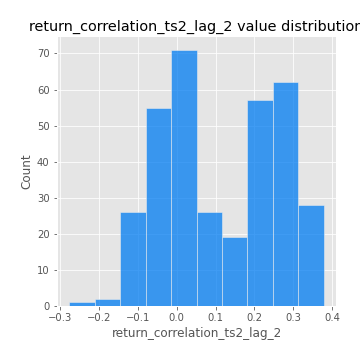 return_correlation_ts2_lag_2 value distribution
70
60
50
40
30
20
10
0
Count
−0.3 −0.2 −0.1 0.0 0.1 0.2 0.3 0.4
return_correlation_ts2_lag_2